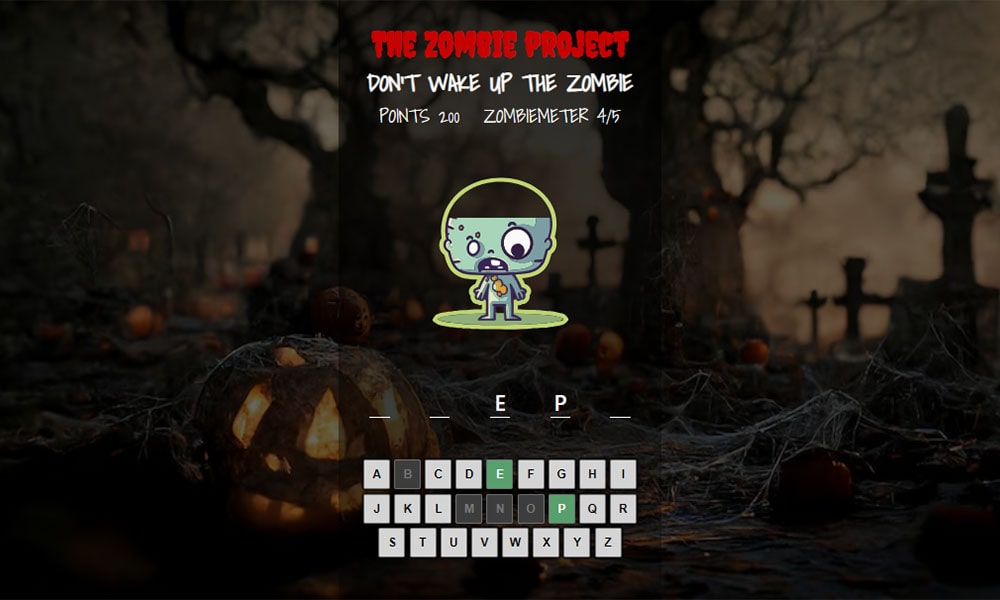 THE ZOMBIE PROJECT
DON'T WAKE UP THE ZOMBIE
POINTS 200 ZOMBIEMETER 4/5
_ _ E P _
A B C D E F G H I
J K L M N O P Q R
S T U V W X Y Z